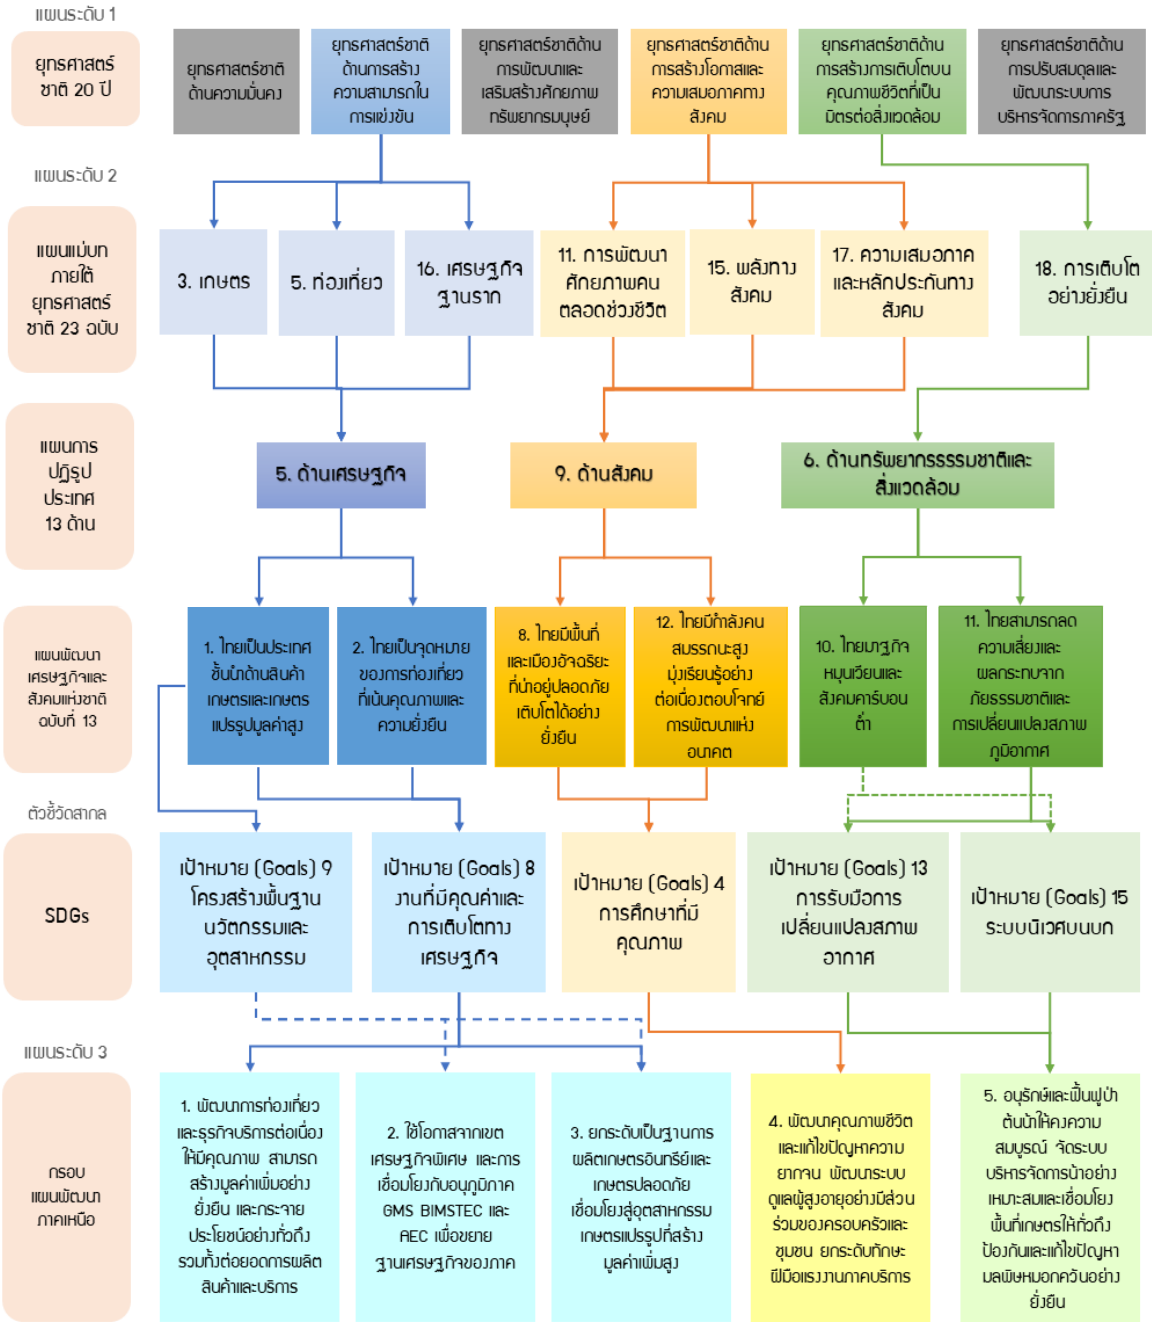 แผนระดับ 1
ยุทธศาสตร์
ชาติ 20 ปี
ยุทธศาสตร์ชาติ
ด้านความมั่นคง
ยุทธศาสตร์ชาติ
ด้านการสร้าง
ความสามารถใน
การแข่งขัน
ยุทธศาสตร์ชาติด้าน
การพัฒนาและ
เสริมสร้างศักยภาพ
ทรัพยากรมนุษย์
ยุทธศาสตร์ชาติด้าน
การสร้างโอกาสและ
ความเสมอภาคทาง
สังคม
ยุทธศาสตร์ชาติด้าน
การสร้างการเติบโตบน
คุณภาพชีวิตที่เป็น
มิตรต่อสิ่งแวดล้อม
ยุทธศาสตร์ชาติด้าน
การปรับสมดุลและ
พัฒนาระบบการ
บริหารจัดการภาครัฐ
แผนระดับ 2
แผนแม่บท
ภายใต้
ยุทธศาสตร์
ชาติ 23 ฉบับ
3. เกษตร
5. ท่องเที่ยว
16. เศรษฐกิจ
ฐานราก
11. การพัฒนา
ศักยภาพคน
ตลอดช่วงชีวิต
15. พลังทาง
สังคม
17. ความเสมอภาค
และหลักประกันทาง
สังคม
18. การเติบโต
อย่างยั่งยืน
แผนการ
ปฏิรูป
ประเทศ
13 ด้าน
5. ด้านเศรษฐกิจ
9. ด้านสังคม
6. ด้านทรัพยากรรรรมชาติและ
สิ่งแวดล้อม
แผนพัฒนา
เศรษฐกิจและ
สังคมแห่งชาติ
ฉบับที่ 13
1. ไทยเป็นประเทศ
ชั้นนำด้านสินค้า
เกษตรและเกษตร
แปรรูปมูลค่าสูง
2. ไทยเป็นจุดหมาย
ของการท่องเที่ยว
ที่เน้นคุณภาพและ
ความยั่งยืน
8. ไทยมีพื้นที่
และเมืองอัจฉริยะ
ที่น่าอยู่ปลอดภัย
เติบโตได้อย่าง
ยั่งยืน
12. ไทยมีกำลังคน
สมรรถนะสูง
มุ่งเรียนรู้อย่าง
ต่อเนื่องตอบโจทย์
การพัฒนาแห่ง
อนาคต
10. ไทยมาฐกิจ
หมุนเวียนและ
สังคมคาร์บอน
ต่ำ
11. ไทยสามารถลด
ความเสี่ยงและ
ผลกระทบจาก
ภัยธรรมชาติและ
การเปลี่ยนแปลงสภาพ
ภูมิอากาศ
ตัวชี้วัดสากล
SDGs
เป้าหมาย (Goals) 9
โครงสร้างพื้นฐาน
นวัตกรรมและ
อุตสาหกรรม
เป้าหมาย (Goals) 8
งานที่มีคุณค่าและ
การเติบโตทาง
เศรษฐกิจ
เป้าหมาย (Goals) 4
การศึกษาที่มี
คุณภาพ
เป้าหมาย (Goals) 13
การรับมือการ
เปลี่ยนแปลงสภาพ
อากาศ
เป้าหมาย (Goals) 15
ระบบนิเวศบนบก
แผนระดับ 3
กรอบ
แผนพัฒนา
ภาคเหนือ
1. พัฒนาการท่องเที่ยว
และธุรกิจบริการต่อเนื่อง
ให้มีคุณภาพ สามารถ
สร้างมูลค่าเพิ่มอย่าง
ยั่งยืน และกระจาย
ประโยชน์อย่างทั่วถึง
รวมทั้งต่อยอดการผลิต
สินค้าและบริการ
2. ใช้โอกาสจากเขต
เศรษฐกิจพิเศษ และการ
เชื่อมโยงกับอนุภูมิภาค
GMS BIMSTEC และ
AEC เพื่อขยาย
ฐานเศรษฐกิจของภาค
3. ยกระดับเป็นฐานการ
ผลิตเกษตรอินทรีย์และ
เกษตรปลอดภัย
เชื่อมโยงสู่อุตสาหกรรม
เกษตรแปรรูปที่สร้าง
มูลค่าเพิ่มสูง
4. พัฒนาคุณภาพชีวิต
และแก้ไขปัญหาความ
ยากจน พัฒนาระบบ
ดูแลผู้สูงอายุอย่างมีส่วน
ร่วมของครอบครัวและ
ชุมชน ยกระดับทักษะ
ฝีมือแรงงานภาคบริการ
5. อนุรักษ์และฟื้นฟูป่า
ต้นน้ำให้คงความ
สมบูรณ์ จัดระบบ
บริหารจัดการน้ำอย่าง
เหมาะสมและเชื่อมโยง
พื้นที่เกษตรให้ทั่วถึง
ป้องกันและแก้ไขปัญหา
มลพิษหมอกควันอย่าง
ยั่งยืน